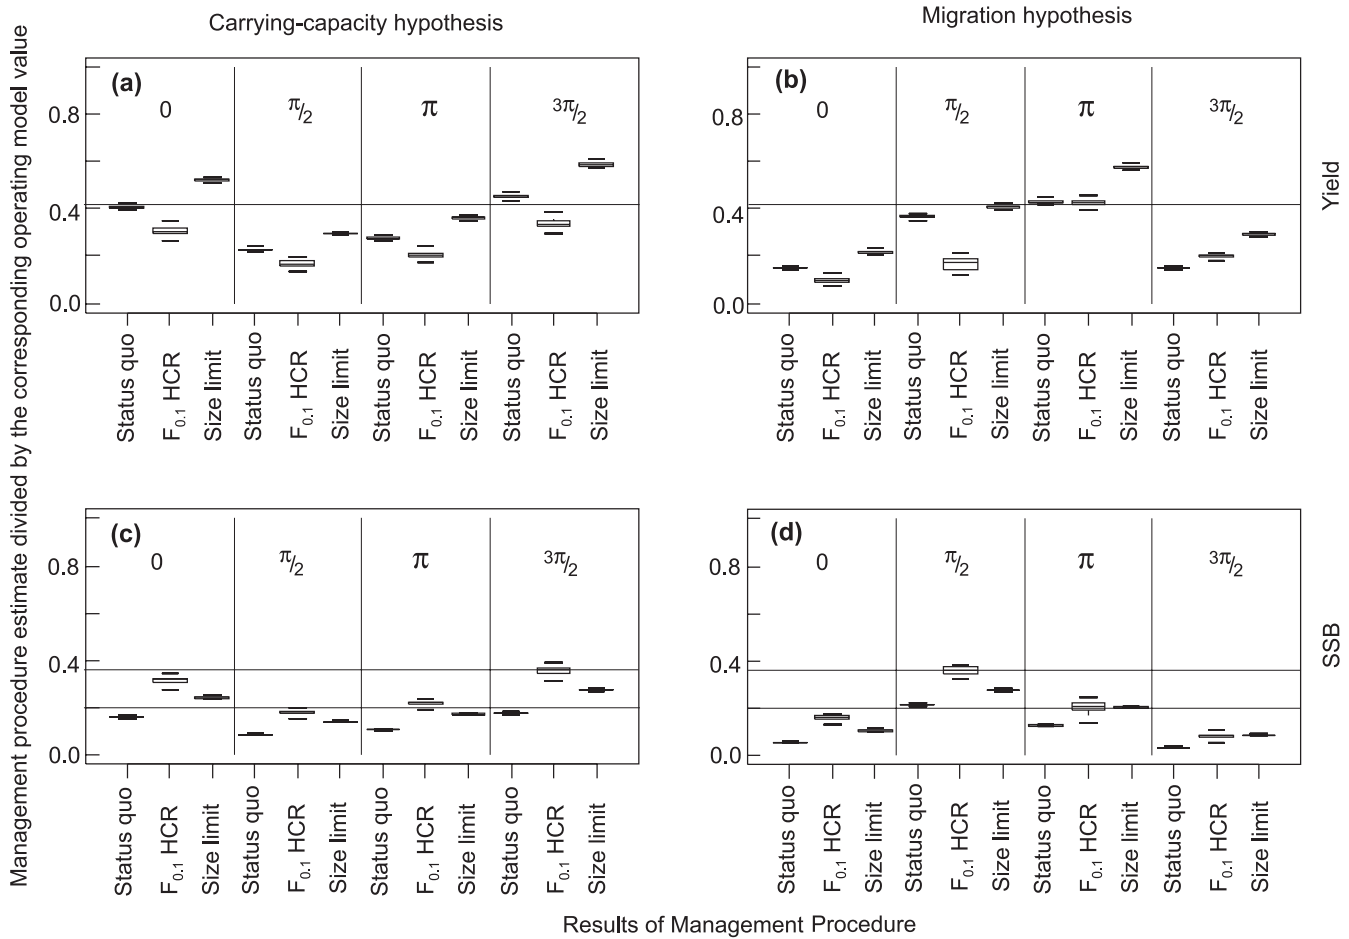 Carrying-capacity hypothesis
Migration hypothesis
Management procedure estimate divided by the corresponding operating model value
(a)
0
π/2
π
3π/2
0.8
0.4
0.0
Status quo
F0.1 HCR
Size limit
Status quo
F0.1 HCR
Size limit
Status quo
F0.1 HCR
Size limit
Status quo
F0.1 HCR
Size limit
(b)
0
π/2
π
3π/2
0.8
0.4
0.0
Yield
Status quo
F0.1 HCR
Size limit
Status quo
F0.1 HCR
Size limit
Status quo
F0.1 HCR
Size limit
Status quo
F0.1 HCR
Size limit
(c)
0
π/2
π
3π/2
0.8
0.4
0.0
Status quo
F0.1 HCR
Size limit
Status quo
F0.1 HCR
Size limit
Status quo
F0.1 HCR
Size limit
Status quo
F0.1 HCR
Size limit
(d)
0
π/2
π
3π/2
0.8
0.4
0.0
SSB
Status quo
F0.1 HCR
Size limit
Status quo
F0.1 HCR
Size limit
Status quo
F0.1 HCR
Size limit
Status quo
F0.1 HCR
Size limit
Results of Management Procedure